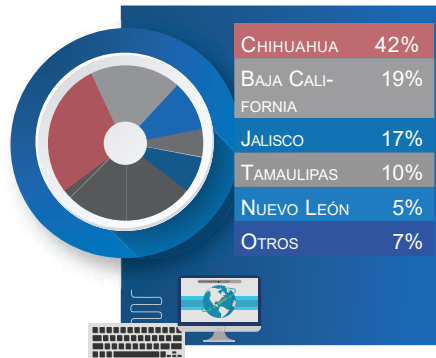 CHIHUAHUA 42%
BAJA CALI- 19%
FORNIA
JALISCO 17%
TAMAULIPAS 10%
NUEVO LEÓN 5%
OTROS 7%